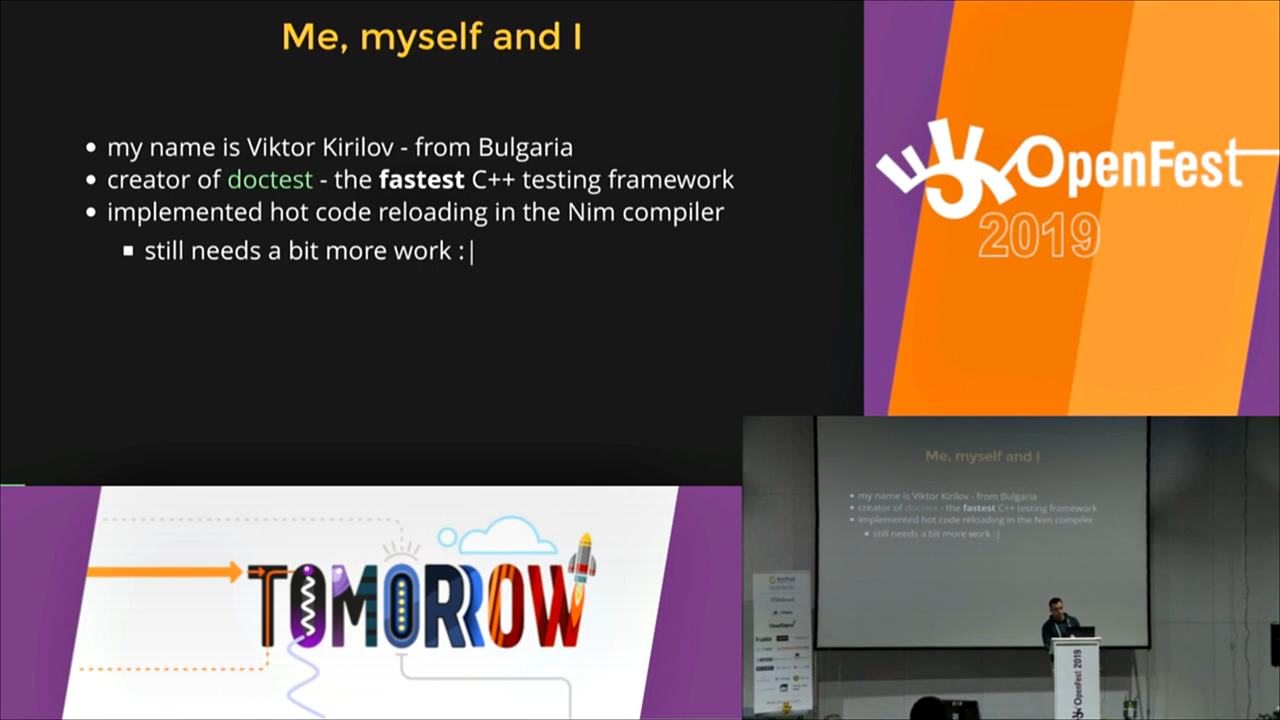 Me, myself and I
• my name is Viktor Kirilov - from Bulgaria
• creator of doctest - the fastest C++ testing framework
• implemented hot code reloading in the Nim compiler
▪ still needs a bit more work :|
OpenFest
2019
TOMORROW
Me, myself and I
• my name is Viktor Kirilov - from Bulgaria
• creator of doctest - the fastest C++ testing framework
• implemented hot code reloading in the Nim compiler
▪ still needs a bit more work :|
OpenFest 2019